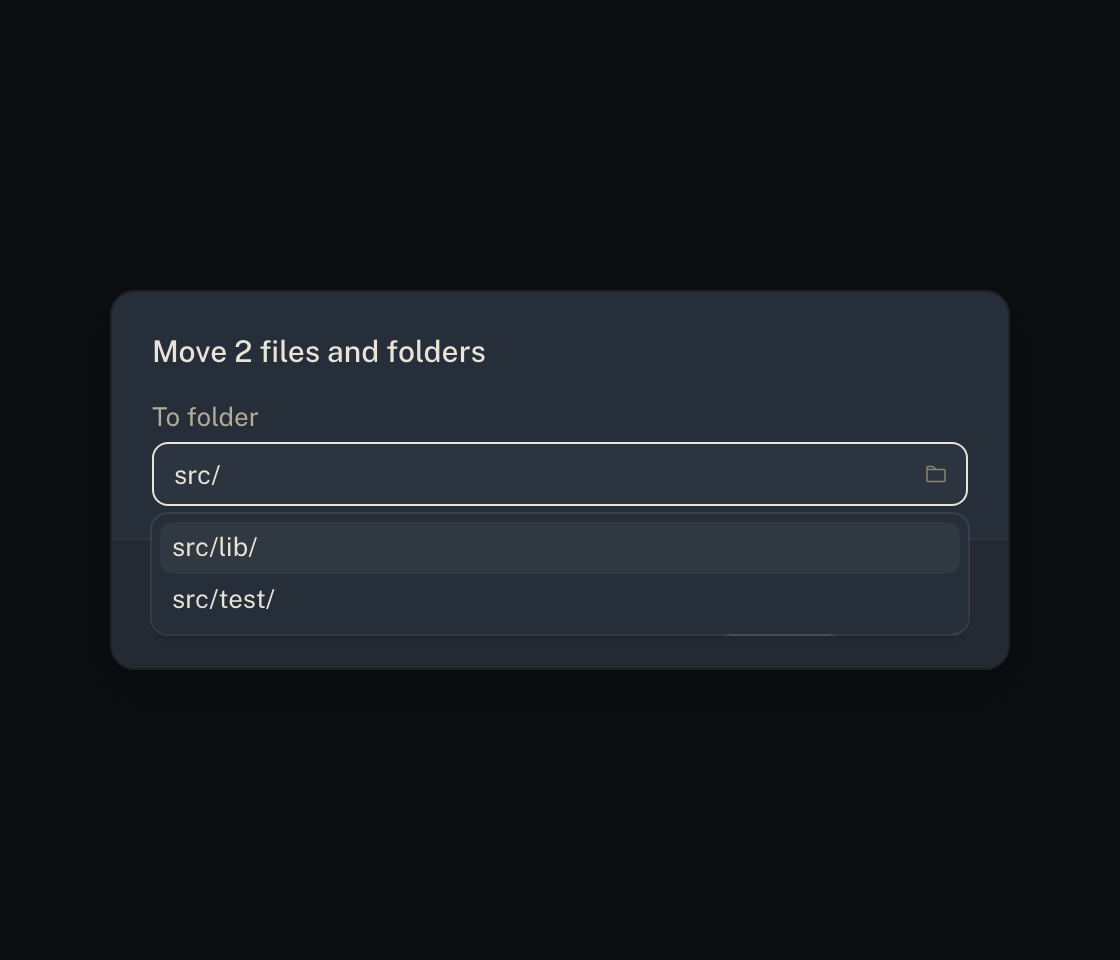 Move 2 files and folders
To folder
src/
src/lib/
src/test/